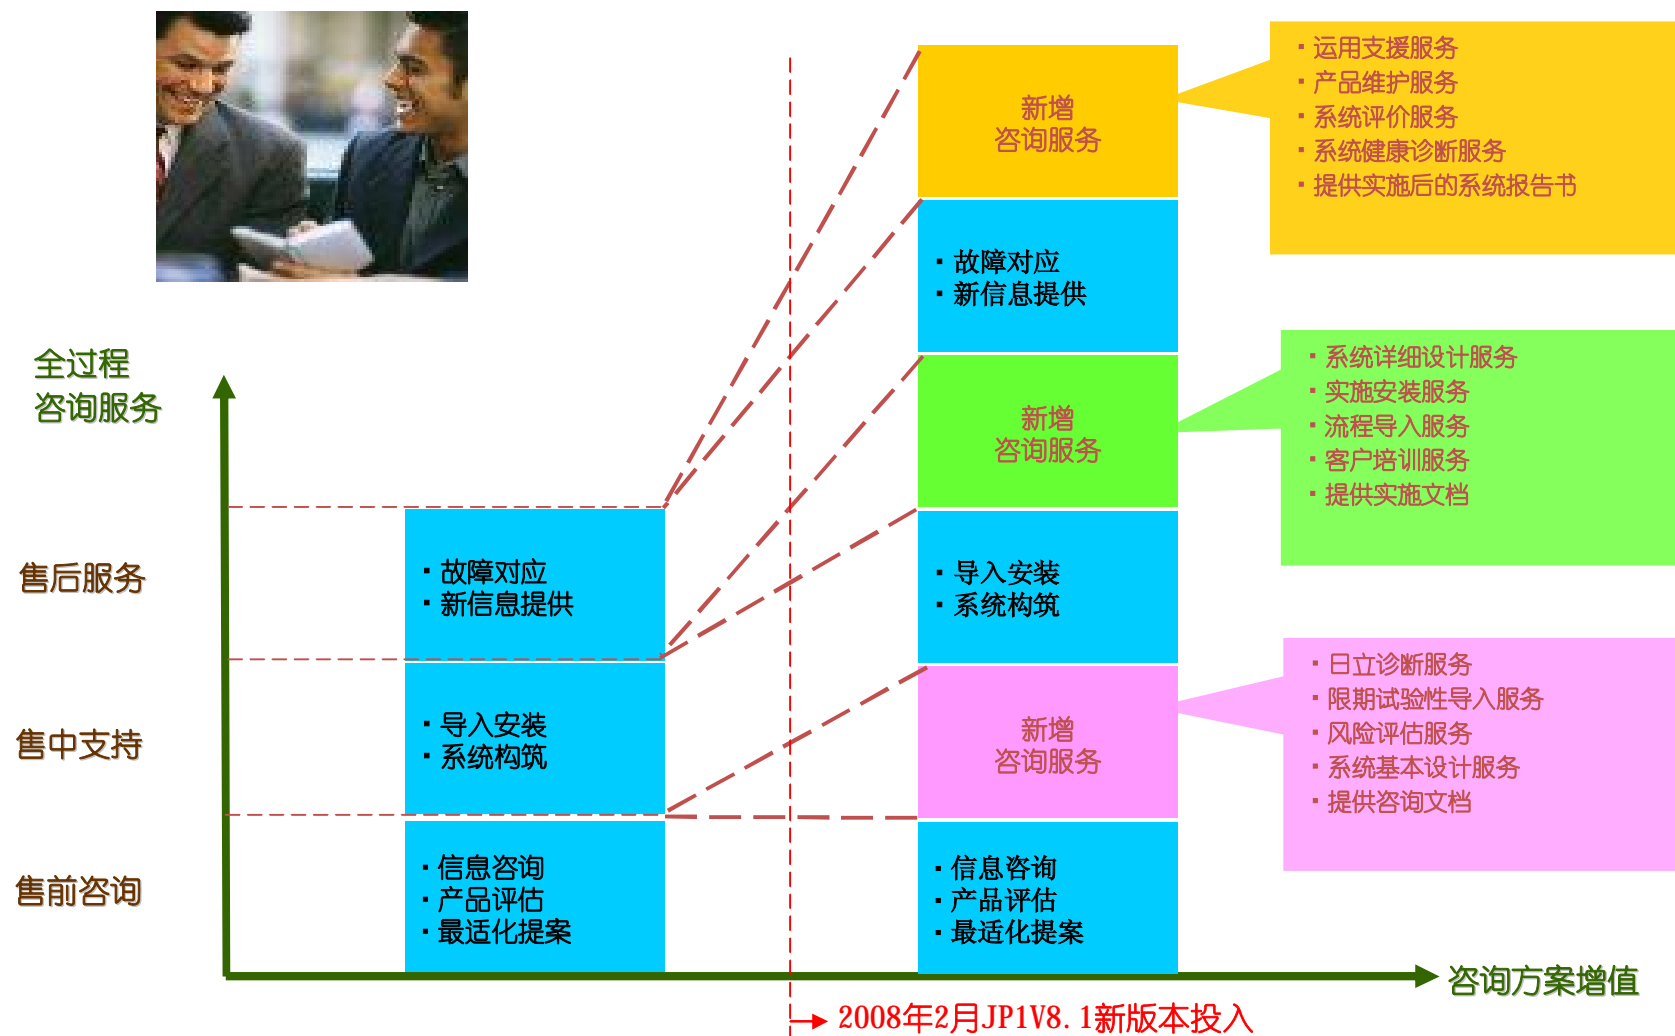 全过程
咨询服务
售后服务
售中支持
售前咨询
·故障对应
·新信息提供
·导入安装
·系统构筑
·信息咨询
·产品评估
·最适化提案
新增
咨询服务
·故障对应
·新信息提供
新增
咨询服务
·导入安装
·系统构筑
新增
咨询服务
·信息咨询
·产品评估
·最适化提案
·运用支援服务
·产品维护服务
·系统评价服务
·系统健康诊断服务
·提供实施后的系统报告书
·系统详细设计服务
·实施安装服务
·流程导入服务
·客户培训服务
·提供实施文档
·日立诊断服务
·限期试验性导入服务
·风险评估服务
·系统基本设计服务
·提供咨询文档
咨询方案增值
2008年2月JP1V8.1新版本投入